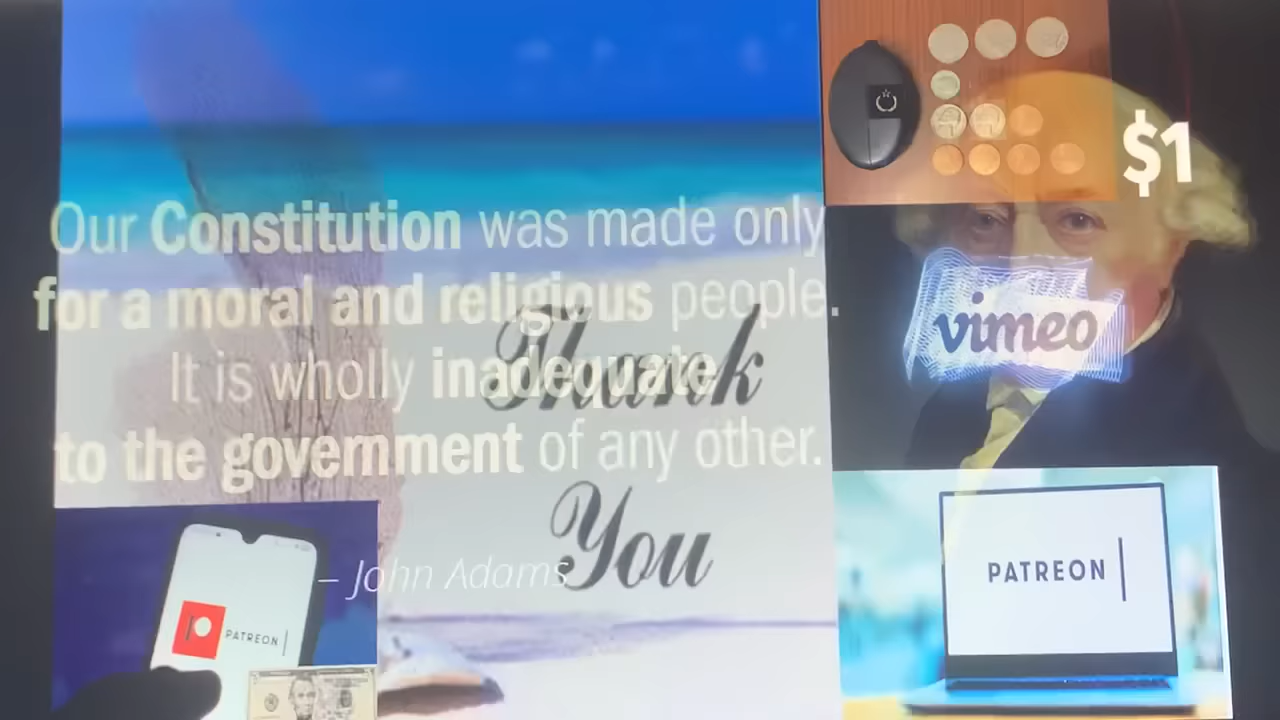 $1
Our Constitution was made only
for a moral and religious people.
It is wholly inadequate
to the government of any other.
– John Adams
Thank
You
vimeo
PATREON
PATREON